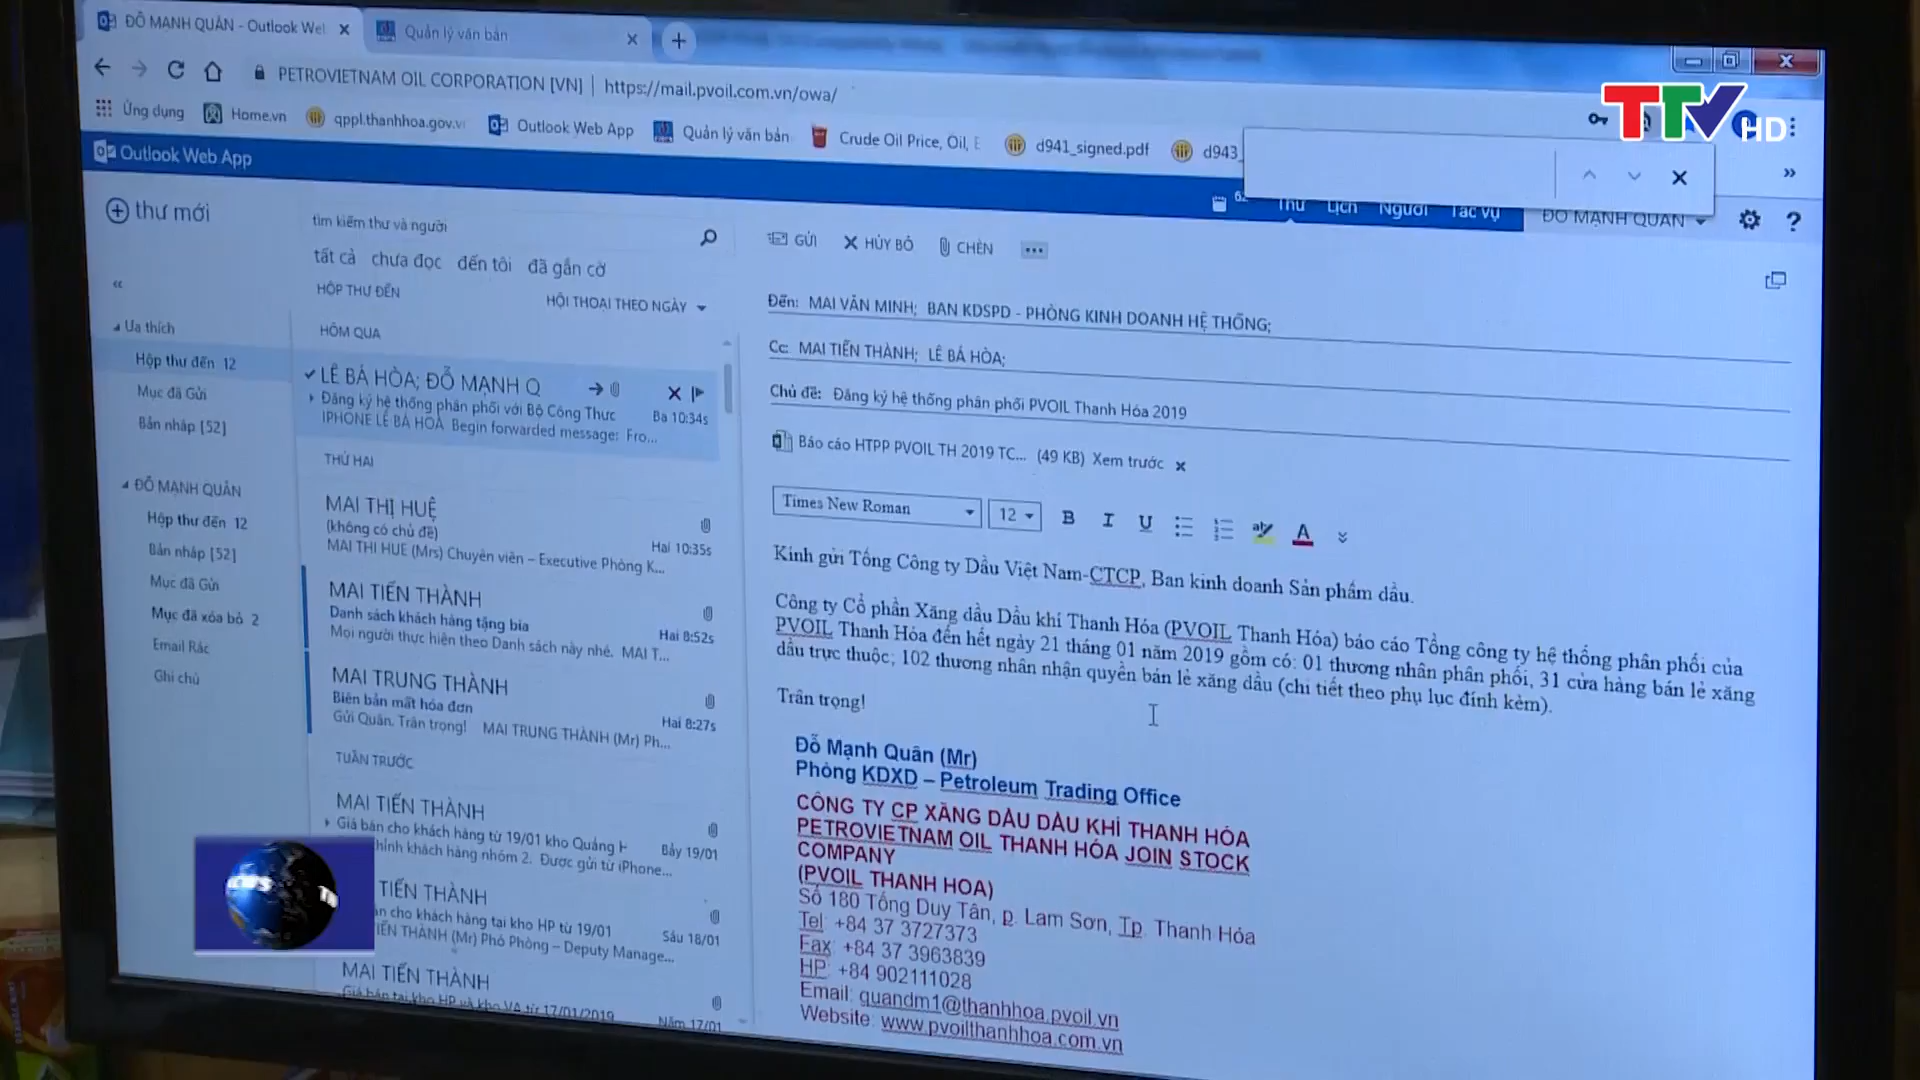 ĐỖ MẠNH QUÂN - Outlook Wel
Quản lý văn bản
PETROVIETNAM OIL CORPORATION [VN] | https://mail.pvoil.com.vn/owa/
TTV HD
Ứng dụng Home.vn qppl.thanhhoa.gov.v Outlook Web App Quản lý văn bản Crude Oil Price, Oil, E d941_signed.pdf d943_
Outlook Web App
Thư Lịch Người Tác vụ ĐỖ MẠNH QUÂN
thư mới
tìm kiếm thư và người
tất cả chưa đọc đến tôi đã gắn cờ
HỘP THƯ ĐẾN HỘI THOẠI THEO NGÀY
Ưa thích
Hộp thư đến 12
Mục đã Gửi
Bản nháp [52]
ĐỖ MẠNH QUÂN
Hộp thư đến 12
Bản nháp [52]
Mục đã Gửi
Mục đã xóa bỏ 2
Email Rác
Ghi chú
HÔM QUA
LÊ BÁ HÒA; ĐỖ MẠNH Q
Đăng ký hệ thống phân phối với Bộ Công Thực Ba 10:34s
IPHONE LÊ BÁ HOÀ Begin forwarded message: Fro...
THỨ HAI
MAI THỊ HUỆ
(không có chủ đề) Hai 10:35s
MAI THI HUE (Mrs) Chuyên viên – Executive Phòng K...
MAI TIẾN THÀNH
Danh sách khách hàng tặng bia Hai 8:52s
Mọi người thực hiện theo Danh sách này nhé. MAI T...
MAI TRUNG THÀNH
Biên bản mất hóa đơn Hai 8:27s
Gửi Quân. Trân trọng! MAI TRUNG THÀNH (Mr) Ph...
TUẦN TRƯỚC
MAI TIẾN THÀNH
Giá bán cho khách hàng từ 19/01 kho Quảng H Bảy 19/01
hỉnh khách hàng nhóm 2. Được gửi từ iPhone...
TIẾN THÀNH
n cho khách hàng tại kho HP từ 19/01 Sáu 18/01
IẾN THÀNH (Mr) Phó Phòng – Deputy Manage...
MAI TIẾN THÀNH
Giá bán tại kho HP và kho VA từ 17/01/2019 Năm 17/01
GỬI HỦY BỎ CHÈN
Đến: MAI VĂN MINH; BAN KDSPD - PHÒNG KINH DOANH HỆ THỐNG;
Cc: MAI TIẾN THÀNH; LÊ BÁ HÒA;
Chủ đề: Đăng ký hệ thống phân phối PVOIL Thanh Hóa 2019
Báo cáo HTPP PVOIL TH 2019 TC... (49 KB) Xem trước
Times New Roman 12 B I U A
Kính gửi Tổng Công ty Dầu Việt Nam-CTCP, Ban kinh doanh Sản phẩm dầu.
Công ty Cổ phần Xăng dầu Dầu khí Thanh Hóa (PVOIL Thanh Hóa) báo cáo Tổng công ty hệ thống phân phối của
PVOIL Thanh Hóa đến hết ngày 21 tháng 01 năm 2019 gồm có: 01 thương nhân phân phối, 31 cửa hàng bán lẻ xăng
dầu trực thuộc; 102 thương nhân nhận quyền bán lẻ xăng dầu (chi tiết theo phụ lục đính kèm).
Trân trọng!
Đỗ Mạnh Quân (Mr)
Phòng KDXD – Petroleum Trading Office
CÔNG TY CP XĂNG DẦU DẦU KHÍ THANH HÓA
PETROVIETNAM OIL THANH HÓA JOIN STOCK
COMPANY
(PVOIL THANH HOA)
Số 180 Tống Duy Tân, p. Lam Sơn, Tp. Thanh Hóa
Tel: +84 37 3727373
Fax: +84 37 3963839
HP: +84 902111028
Email: quandm1@thanhhoa.pvoil.vn
Website: www.pvoilthanhhoa.com.vn